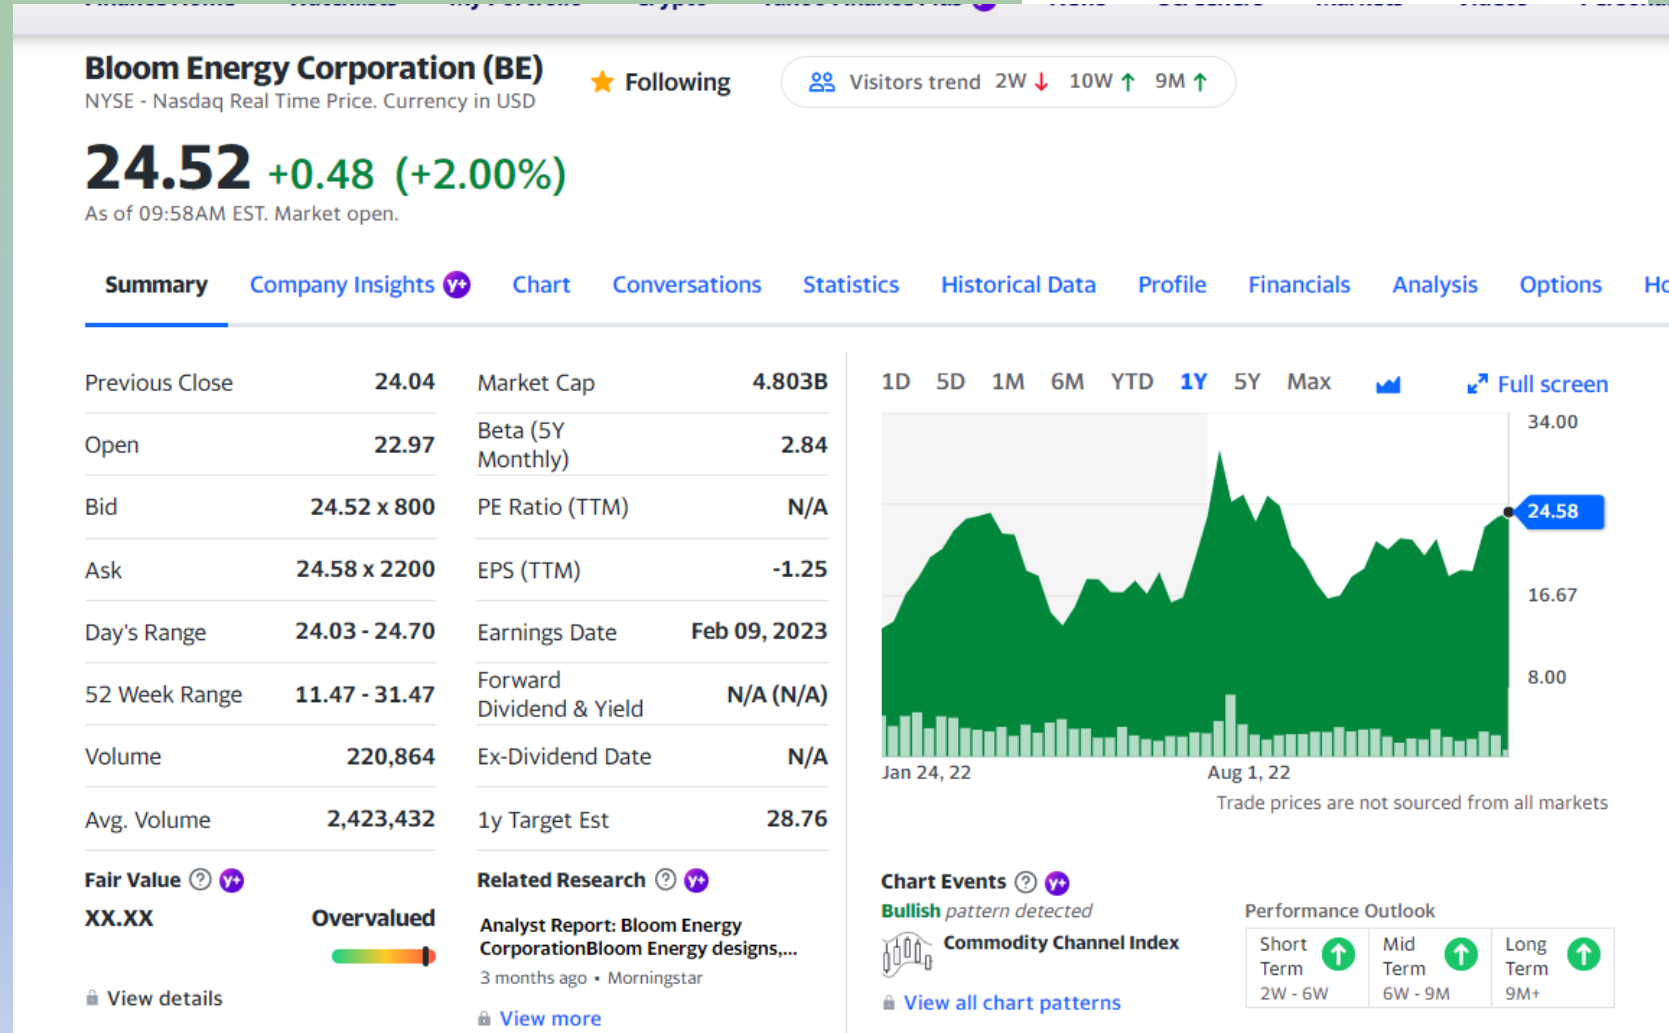 Bloom Energy Corporation (BE)
NYSE - Nasdaq Real Time Price. Currency in USD
Following
Visitors trend 2W ↓ 10W ↑ 9M ↑
24.52 +0.48 (+2.00%)
As of 09:58AM EST. Market open.
Summary Company Insights y+ Chart Conversations Statistics Historical Data Profile Financials Analysis Options
Previous Close 24.04
Open 22.97
Bid 24.52 x 800
Ask 24.58 x 2200
Day's Range 24.03 - 24.70
52 Week Range 11.47 - 31.47
Volume 220,864
Avg. Volume 2,423,432
Market Cap 4.803B
Beta (5Y
Monthly) 2.84
PE Ratio (TTM) N/A
EPS (TTM) -1.25
Earnings Date Feb 09, 2023
Forward
Dividend & Yield N/A (N/A)
Ex-Dividend Date N/A
1y Target Est 28.76
1D 5D 1M 6M YTD 1Y 5Y Max Full screen
34.00
24.58
16.67
8.00
Jan 24, 22 Aug 1, 22
Trade prices are not sourced from all markets
Fair Value ? y+
XX.XX Overvalued
View details
Related Research ? y+
Analyst Report: Bloom Energy
CorporationBloom Energy designs,...
3 months ago • Morningstar
View more
Chart Events ? y+
Bullish pattern detected
Commodity Channel Index
View all chart patterns
Performance Outlook
Short
Term
2W - 6W
Mid
Term
6W - 9M
Long
Term
9M+